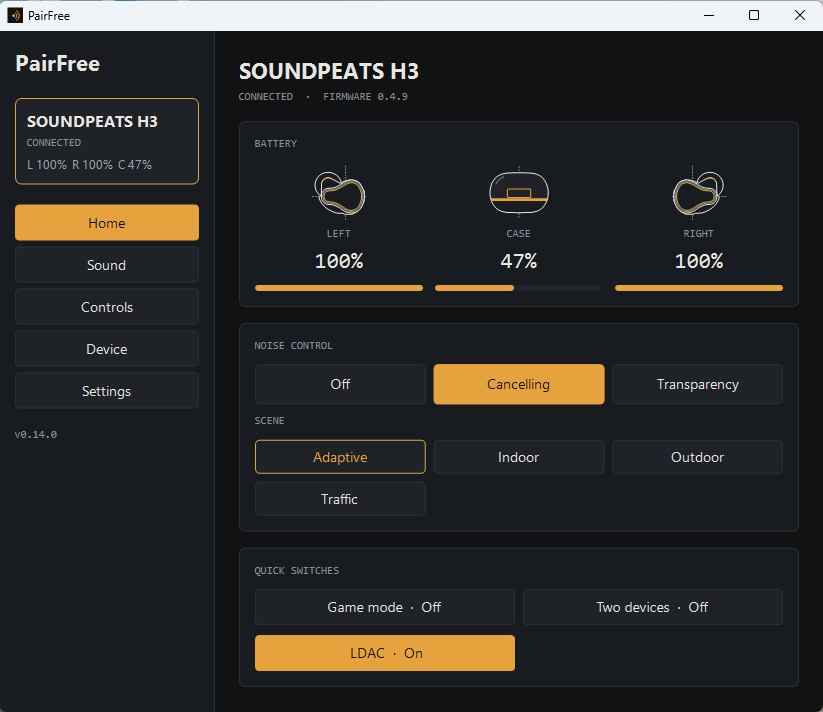 PairFree
PairFree
SOUNDPEATS H3
CONNECTED
L 100% R 100% C 47%
Home
Sound
Controls
Device
Settings
v0.14.0
SOUNDPEATS H3
CONNECTED · FIRMWARE 0.4.9
BATTERY
LEFT CASE RIGHT
100% 47% 100%
NOISE CONTROL
Off Cancelling Transparency
SCENE
Adaptive Indoor Outdoor
Traffic
QUICK SWITCHES
Game mode · Off Two devices · Off
LDAC · On